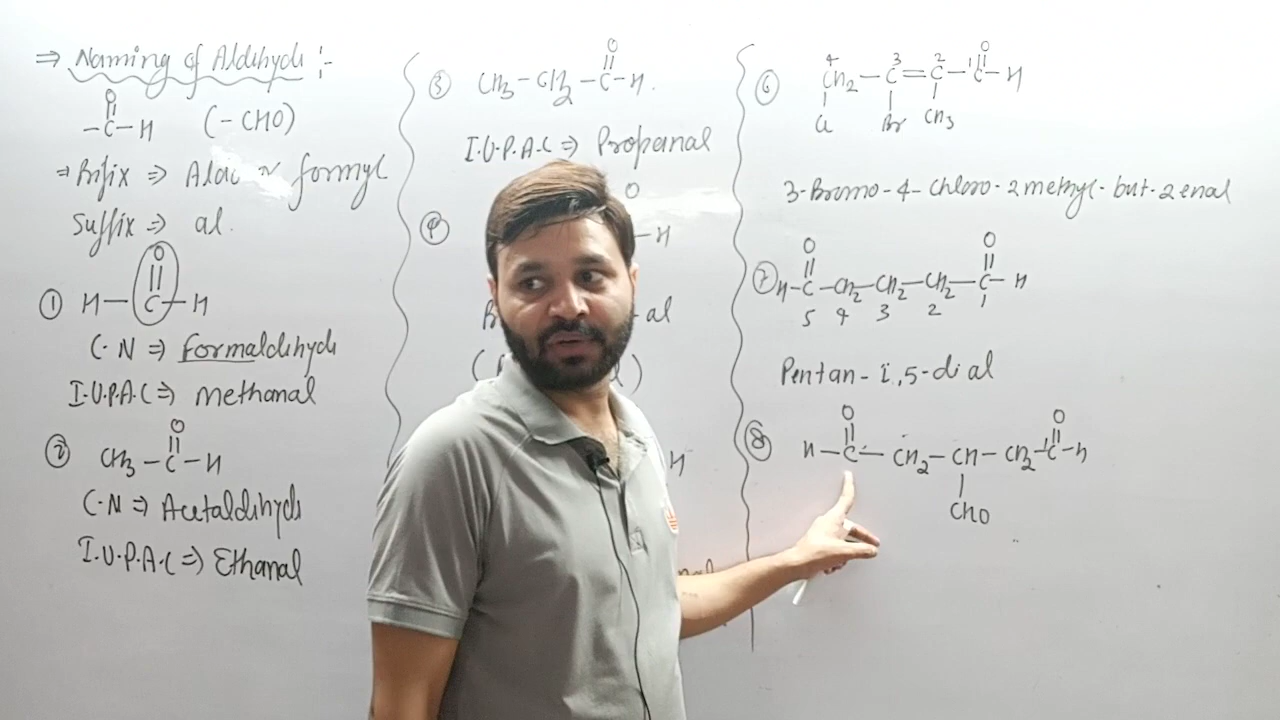 ⇒ Naming of Aldehyde :-
O
||
-C-H (-CHO)
⇒ Prefix ⇒ formyl
Suffix ⇒ al.
① H-C-H
O
||
C.N ⇒ Formaldehyde
I.U.P.A.C ⇒ methanal
② CH3-C-H
O
||
C.N ⇒ Acetaldehyde
I.U.P.A.C ⇒ Ethanal
O
||
③ CH3-CH2-C-H.
I.U.P.A.C ⇒ Propanal
O
④ -H
-al
H
4 3 2 1 O
||
⑥ CH2-C=C-C-H
Cl Br CH3
3-Bromo-4-Chloro-2methyl-but-2enal
O O
|| ||
⑦ H-C-CH2-CH2-CH2-C-H
5 4 3 2 1
Pentan-1,5-dial
O O
|| ||
⑧ H-C-CH2-CH-CH2-C-H
1
CHO